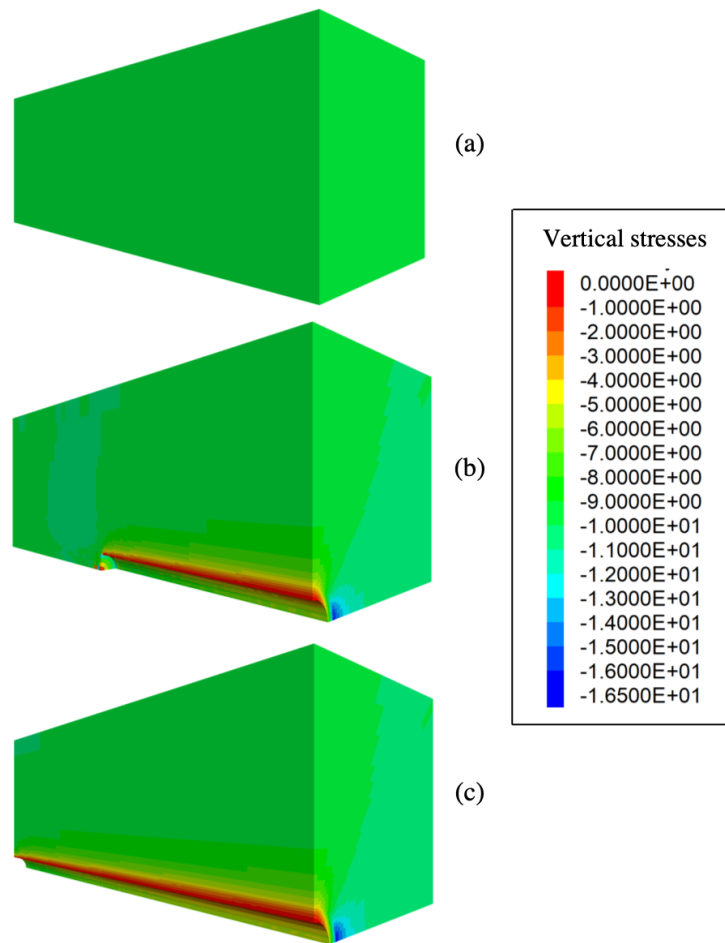 (a)
Vertical stresses
0.0000E+00
-1.0000E+00
-2.0000E+00
-3.0000E+00
-4.0000E+00
-5.0000E+00
-6.0000E+00
-7.0000E+00
-8.0000E+00
-9.0000E+00
-1.0000E+01
-1.1000E+01
-1.2000E+01
-1.3000E+01
-1.4000E+01
-1.5000E+01
-1.6000E+01
-1.6500E+01
(b)
(c)